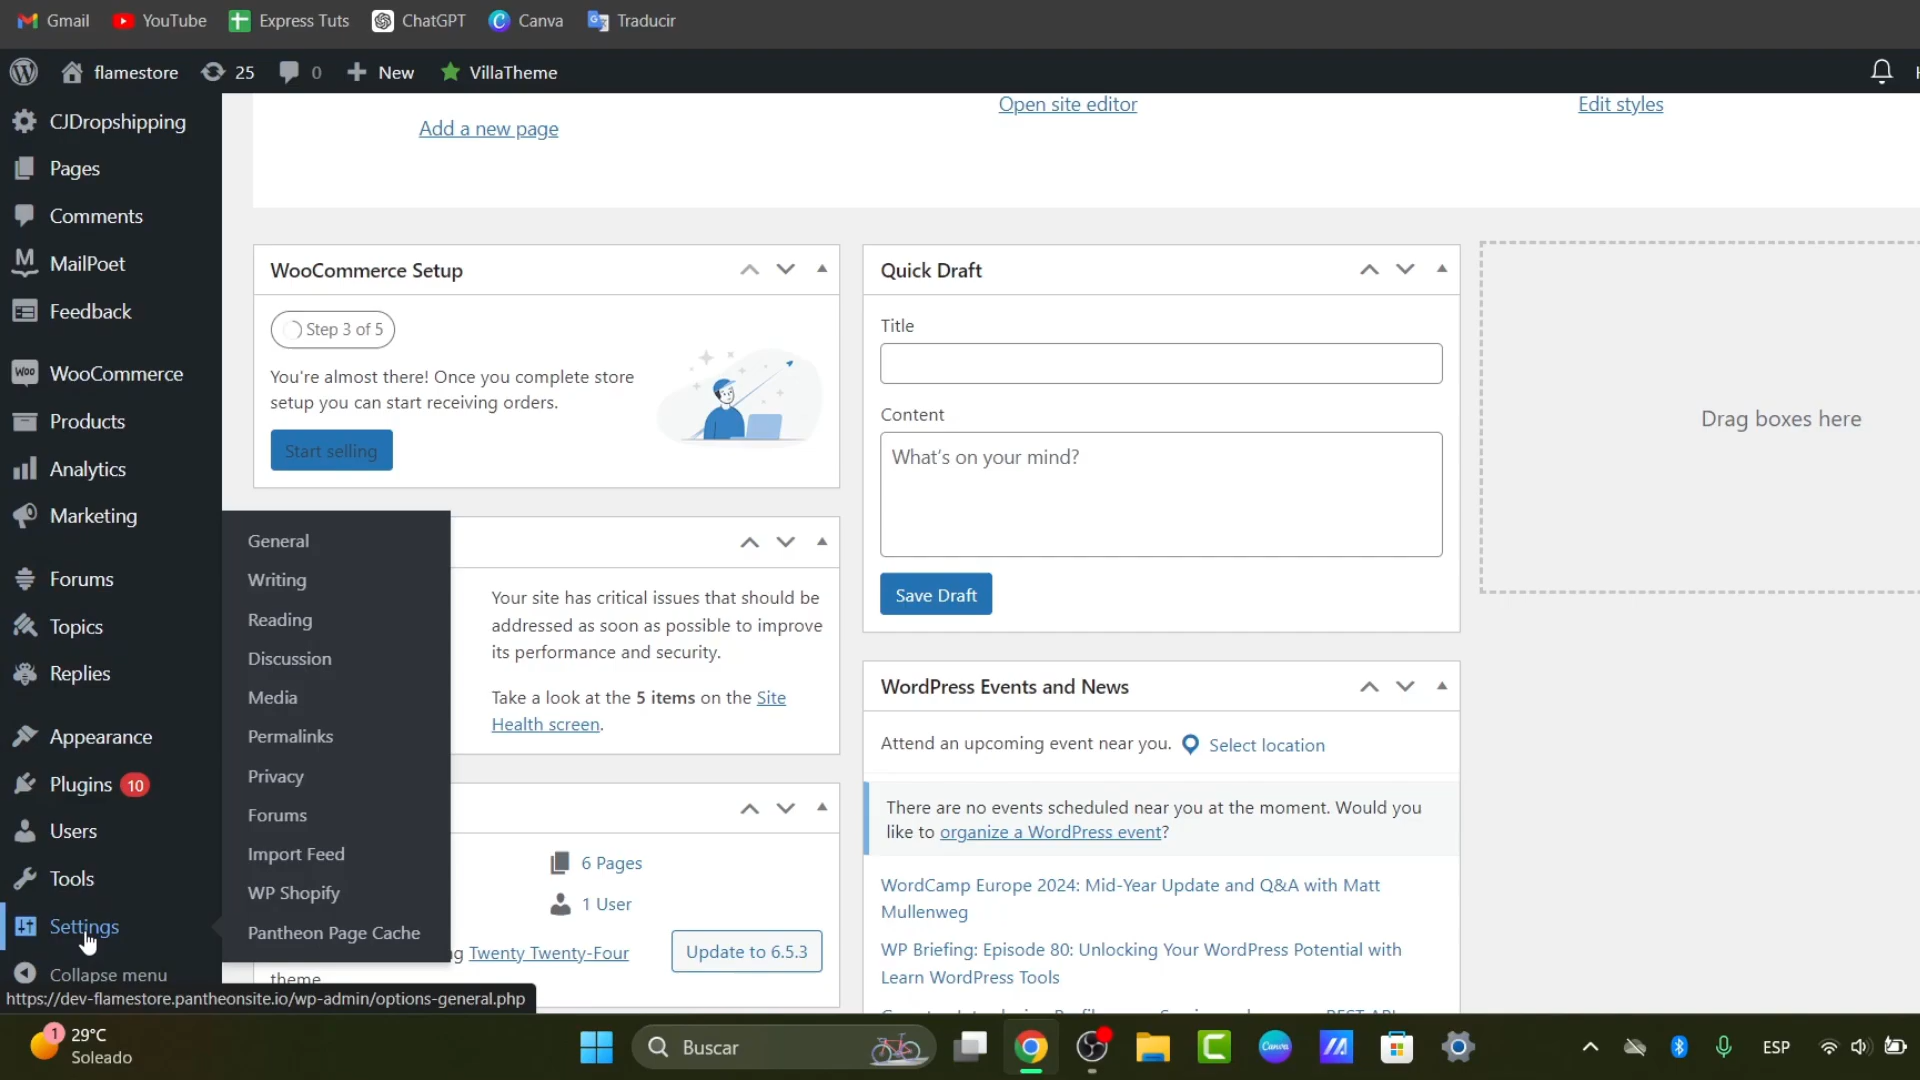 Gmail YouTube Express Tuts ChatGPT Canva Traducir
flamestore 25 0 New VillaTheme
CJDropshipping
Pages
Comments
MailPoet
Feedback
WooCommerce
Products
Analytics
Marketing
Forums
Topics
Replies
Appearance
Plugins 10
Users
Tools
Settings
Collapse menu
General
Writing
Reading
Discussion
Media
Permalinks
Privacy
Forums
Import Feed
WP Shopify
Pantheon Page Cache
https://dev-flamestore.pantheonsite.io/wp-admin/options-general.php
Add a new page
Open site editor
Edit styles
WooCommerce Setup
Step 3 of 5
You're almost there! Once you complete store
setup you can start receiving orders.
Start selling
Your site has critical issues that should be
addressed as soon as possible to improve
its performance and security.
Take a look at the 5 items on the Site
Health screen.
6 Pages
1 User
Twenty Twenty-Four
theme
Update to 6.5.3
Quick Draft
Title
Content
What's on your mind?
Save Draft
WordPress Events and News
Attend an upcoming event near you. Select location
There are no events scheduled near you at the moment. Would you
like to organize a WordPress event?
WordCamp Europe 2024: Mid-Year Update and Q&A with Matt
Mullenweg
WP Briefing: Episode 80: Unlocking Your WordPress Potential with
Learn WordPress Tools
Drag boxes here
1
29°C
Soleado
Buscar
Canva
ESP